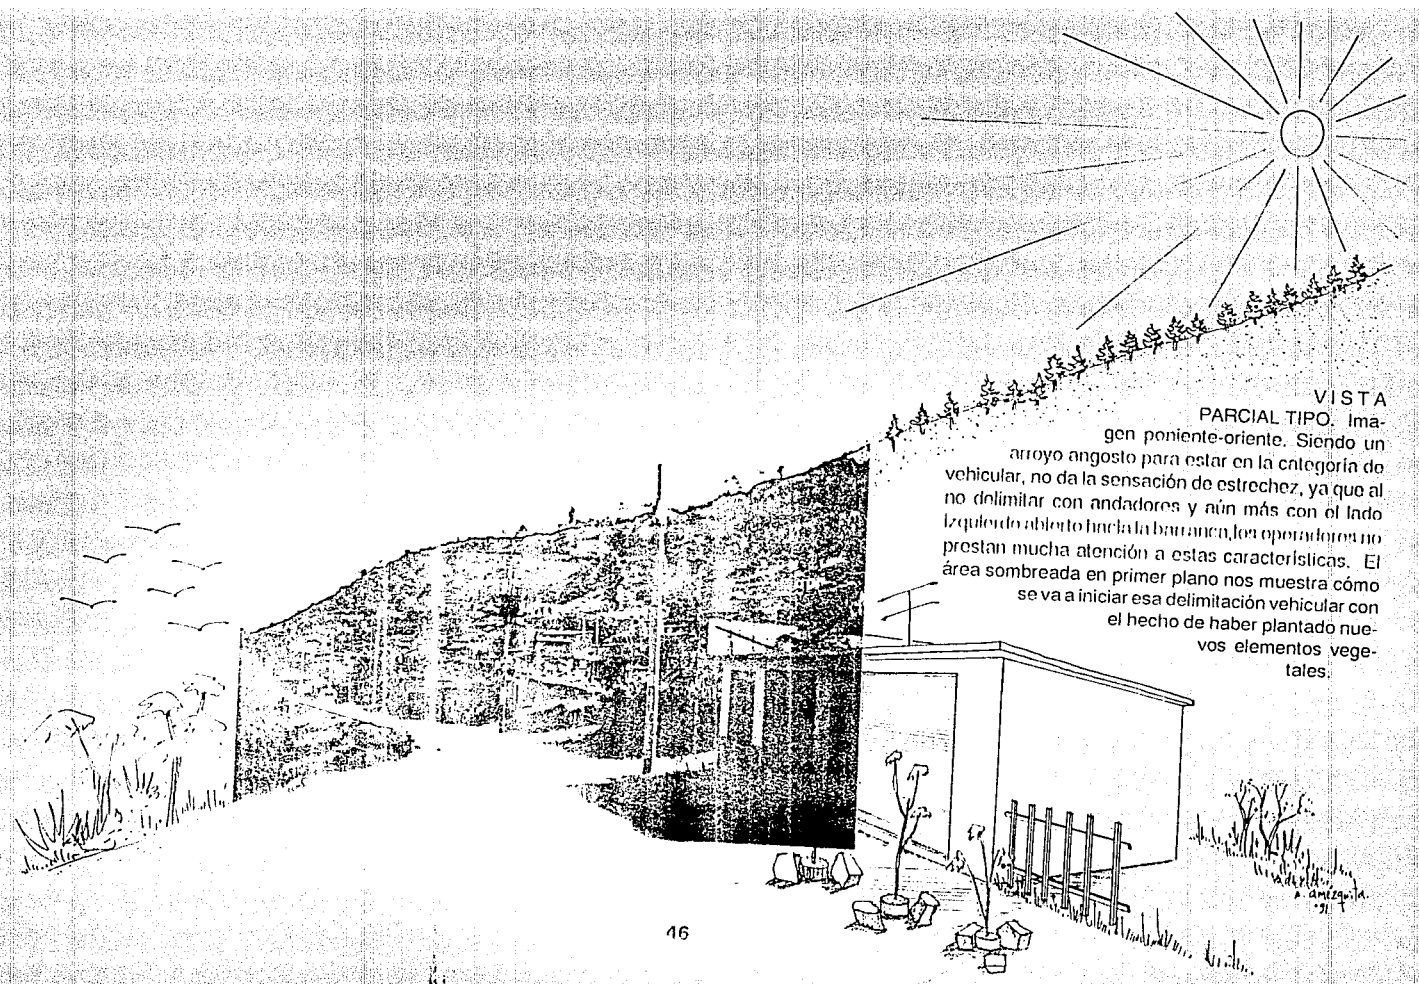 VISTA
PARCIAL TIPO. Ima-
gen poniente-oriente. Siendo un
arroyo angosto para estar en la categoría de
vehicular, no da la sensación de estrechez, ya que al
no delimitar con andadores y aún más con el lado
izquierdo abierto hacia la barranca, los operadores no
prestan mucha atención a estas características. El
área sombreada en primer plano nos muestra cómo
se va a iniciar esa delimitación vehicular con
el hecho de haber plantado nue-
vos elementos vege-
tales.
A. Amézquita.
'91.
46